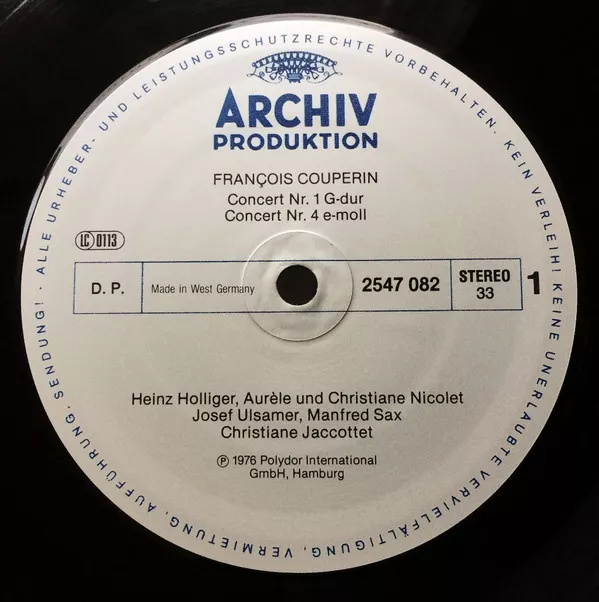 ALLE URHEBER- UND LEISTUNGSSCHUTZRECHTE VORBEHALTEN. KEIN VERLEIH! KEINE UNERLAUBTE VERVIELFÄLTIGUNG, VERMIETUNG, AUFFÜHRUNG, SENDUNG! ·
ARCHIV
PRODUKTION
FRANÇOIS COUPERIN
Concert Nr. 1 G-dur
Concert Nr. 4 e-moll
LC 0113
D. P.
Made in West Germany
2547 082
STEREO
33
1
Heinz Holliger, Aurèle und Christiane Nicolet
Josef Ulsamer, Manfred Sax
Christiane Jaccottet
Ⓟ 1976 Polydor International
GmbH, Hamburg